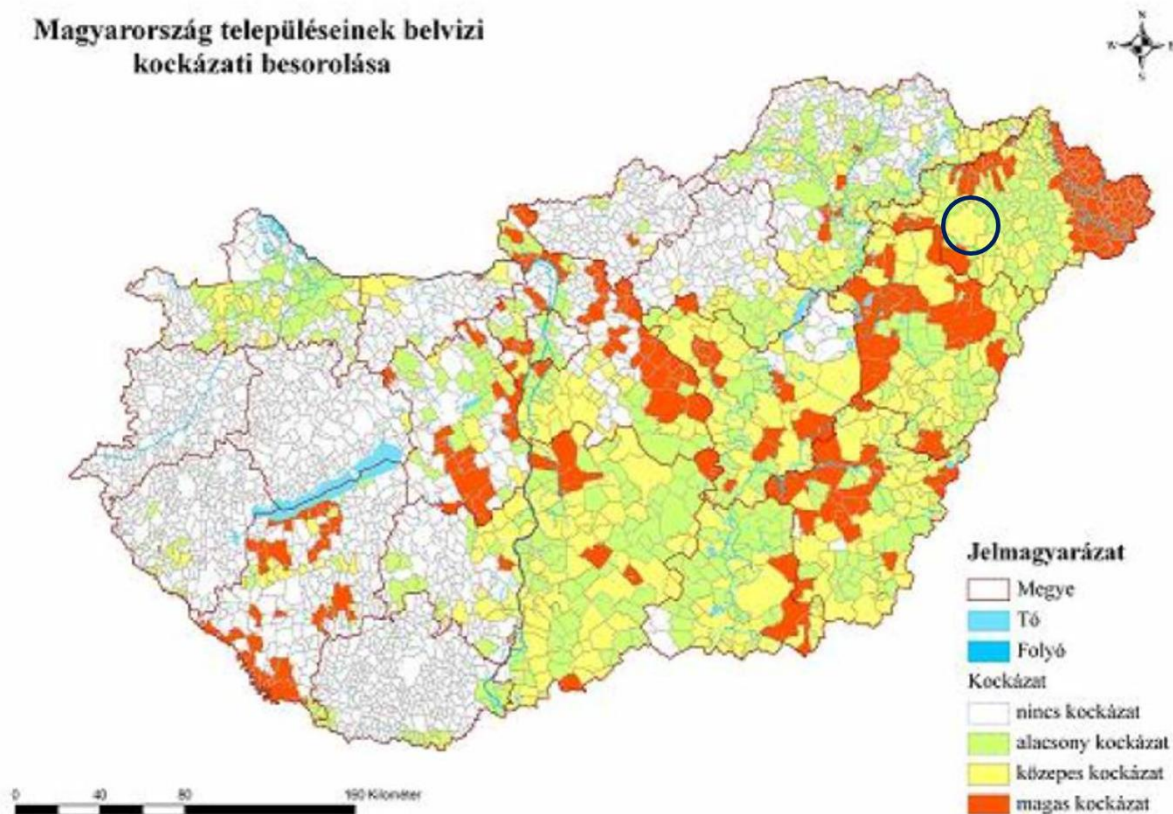 Magyarország településeinek belvizi
kockázati besorolása
N
W
E
S
Jelmagyarázat
Megye
Tó
Folyó
Kockázat
nincs kockázat
alacsony kockázat
közepes kockázat
magas kockázat
0 40 80 160 Kilométer